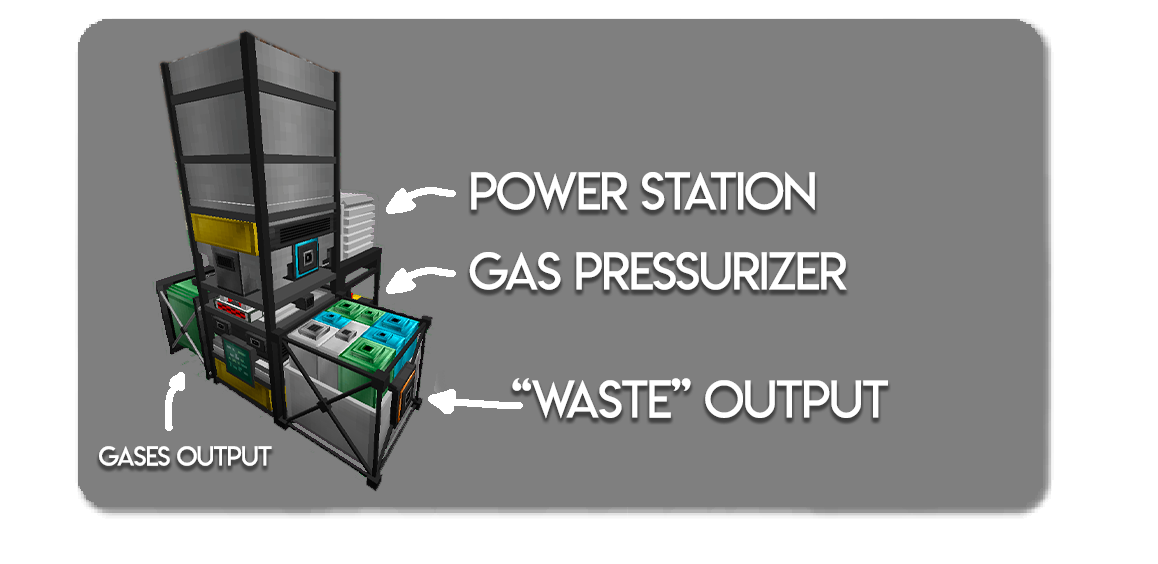 POWER STATION
GAS PRESSURIZER
“WASTE” OUTPUT
GASES OUTPUT